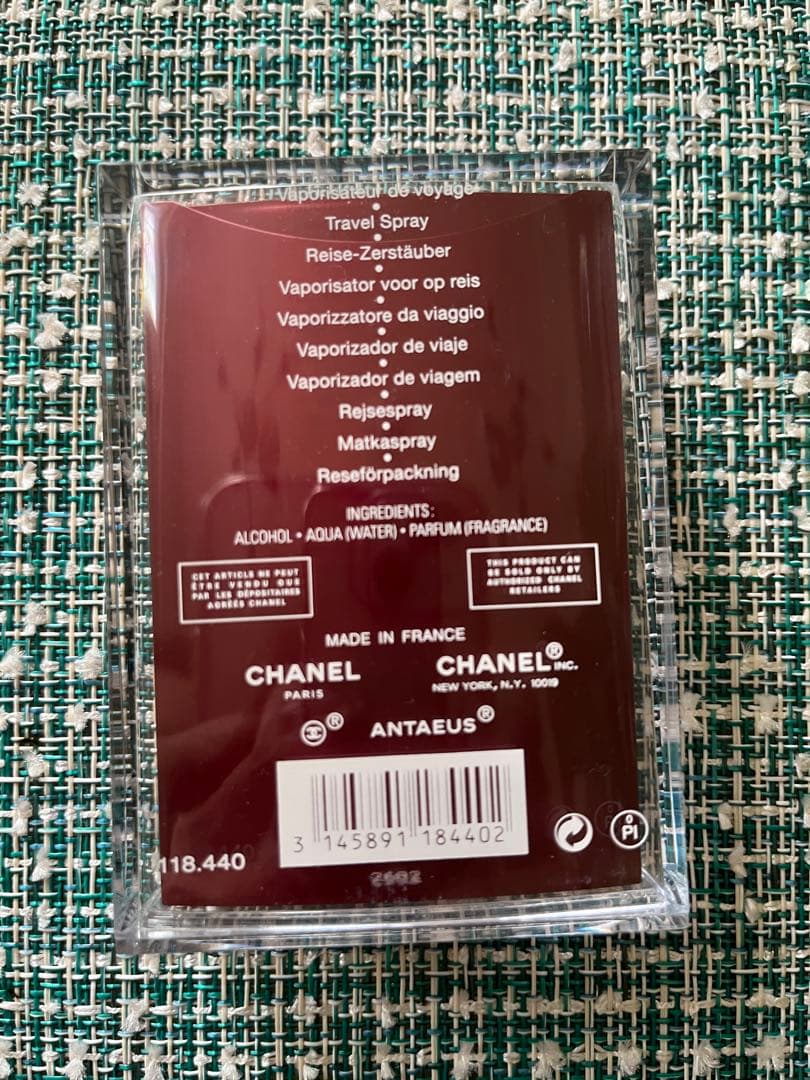 Vaporisateur de voyage
•
Travel Spray
•
Reise-Zerstäuber
•
Vaporisator voor op reis
•
Vaporizzatore da viaggio
•
Vaporizador de viaje
•
Vaporizador de viagem
•
Rejsespray
•
Matkaspray
•
Reseförpackning
INGREDIENTS:
ALCOHOL • AQUA (WATER) • PARFUM (FRAGRANCE)
CET ARTICLE NE PEUT
ETRE VENDU QUE
PAR LES DÉPOSITAIRES
AGRÉÉS CHANEL
THIS PRODUCT CAN
BE SOLD ONLY BY
AUTHORIZED CHANEL
RETAILERS
MADE IN FRANCE
CHANEL
PARIS
CHANEL® INC.
NEW YORK, N.Y. 10019
® ANTAEUS®
3 145891 184402
118.440
PI